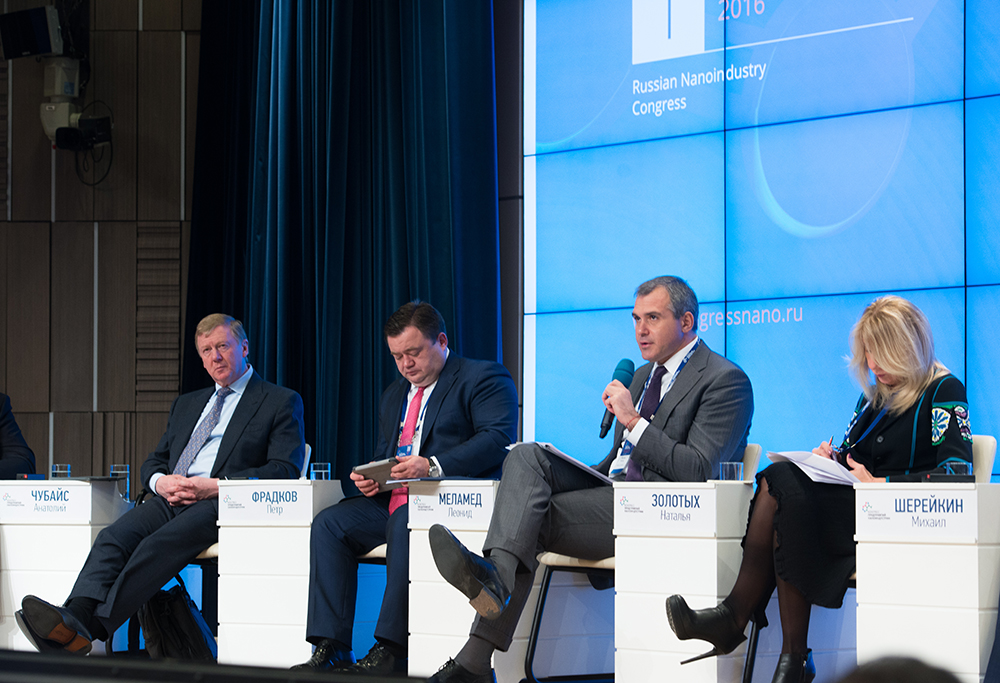 2016
Russian Nanoindustry
Congress
gressnano.ru
ЧУБАЙС
Анатолий
ФРАДКОВ
Петр
МЕЛАМЕД
Леонид
ЗОЛОТЫХ
Наталья
ШЕРЕЙКИН
Михаил